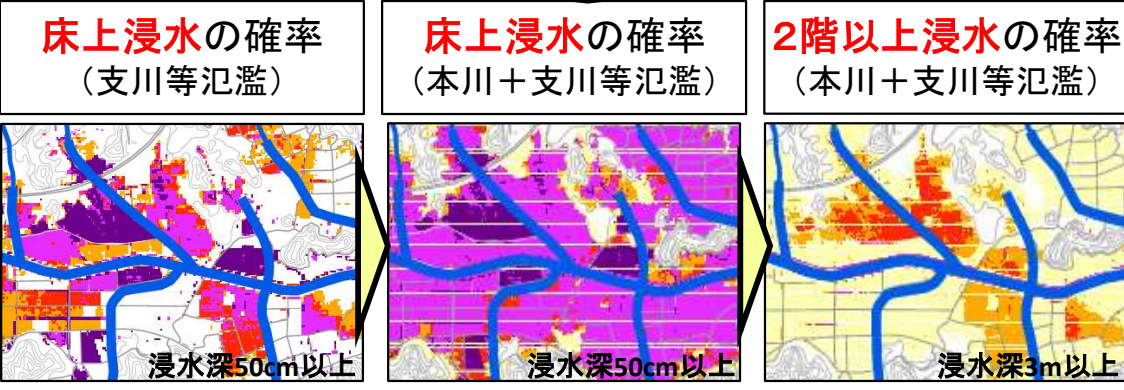 床上浸水の確率
（支川等氾濫）
床上浸水の確率
（本川＋支川等氾濫）
2階以上浸水の確率
（本川＋支川等氾濫）
浸水深50cm以上
浸水深50cm以上
浸水深3m以上